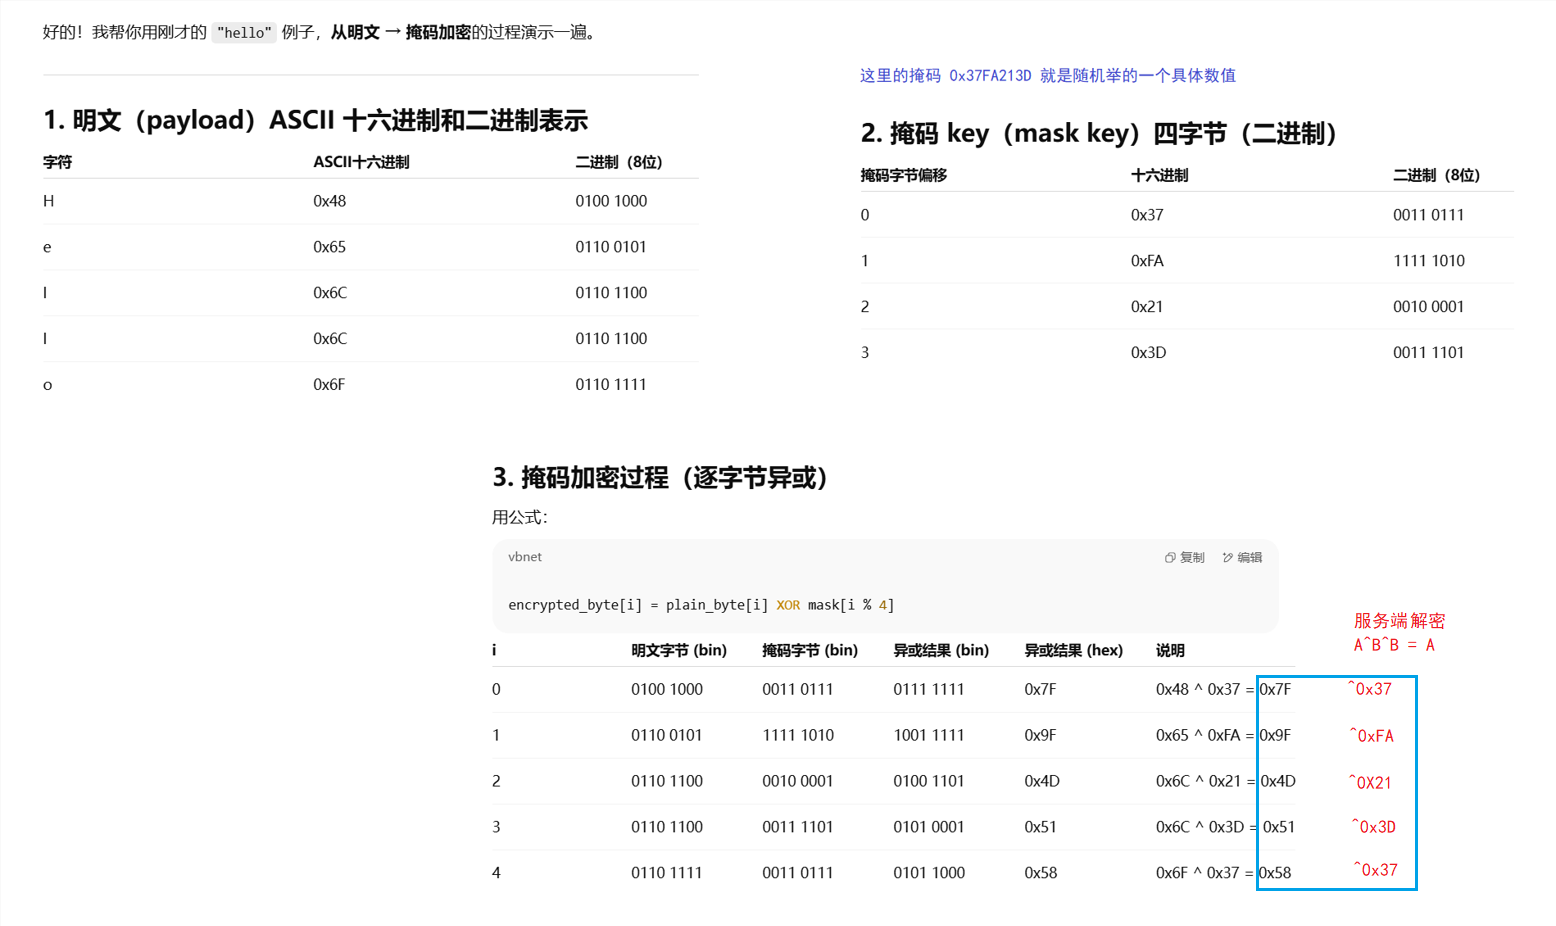 好的！我帮你用刚才的 "hello" 例子，从明文 → 掩码加密的过程演示一遍。
1. 明文（payload）ASCII 十六进制和二进制表示
字符 ASCII十六进制 二进制（8位）
H 0x48 0100 1000
e 0x65 0110 0101
l 0x6C 0110 1100
l 0x6C 0110 1100
o 0x6F 0110 1111
这里的掩码 0x37FA213D 就是随机举的一个具体数值
2. 掩码 key（mask key）四字节（二进制）
掩码字节偏移 十六进制 二进制（8位）
0 0x37 0011 0111
1 0xFA 1111 1010
2 0x21 0010 0001
3 0x3D 0011 1101
3. 掩码加密过程（逐字节异或）
用公式：
vbnet 复制 编辑
encrypted_byte[i] = plain_byte[i] XOR mask[i % 4]
服务端解密
A^B^B = A
i 明文字节 (bin) 掩码字节 (bin) 异或结果 (bin) 异或结果 (hex) 说明
0 0100 1000 0011 0111 0111 1111 0x7F 0x48 ^ 0x37 = 0x7F ^0x37
1 0110 0101 1111 1010 1001 1111 0x9F 0x65 ^ 0xFA = 0x9F ^0xFA
2 0110 1100 0010 0001 0100 1101 0x4D 0x6C ^ 0x21 = 0x4D ^0X21
3 0110 1100 0011 1101 0101 0001 0x51 0x6C ^ 0x3D = 0x51 ^0x3D
4 0110 1111 0011 0111 0101 1000 0x58 0x6F ^ 0x37 = 0x58 ^0x37